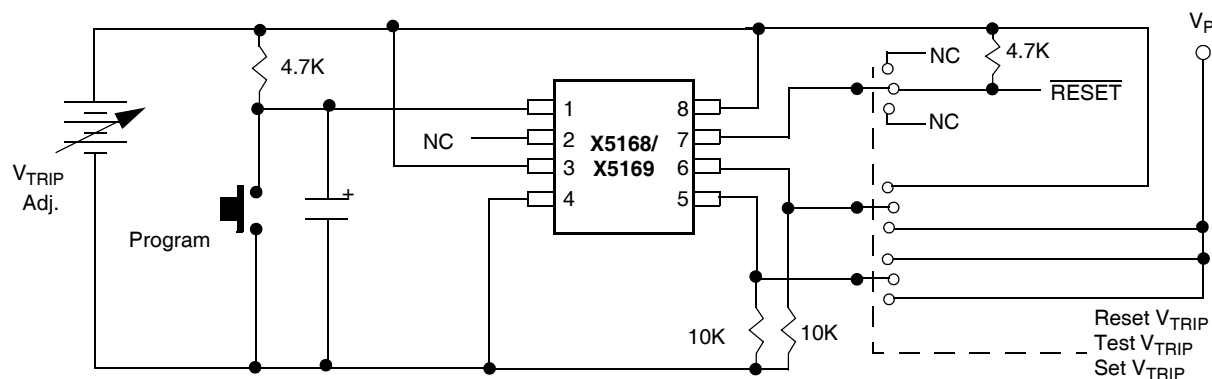 4.7K
V_TRIP
Adj.
Program
+
NC
1
2
3
4
X5168/
X5169
8
7
6
5
10K
10K
NC
4.7K
RESET
NC
V_P
Reset V_TRIP
Test V_TRIP
Set V_TRIP